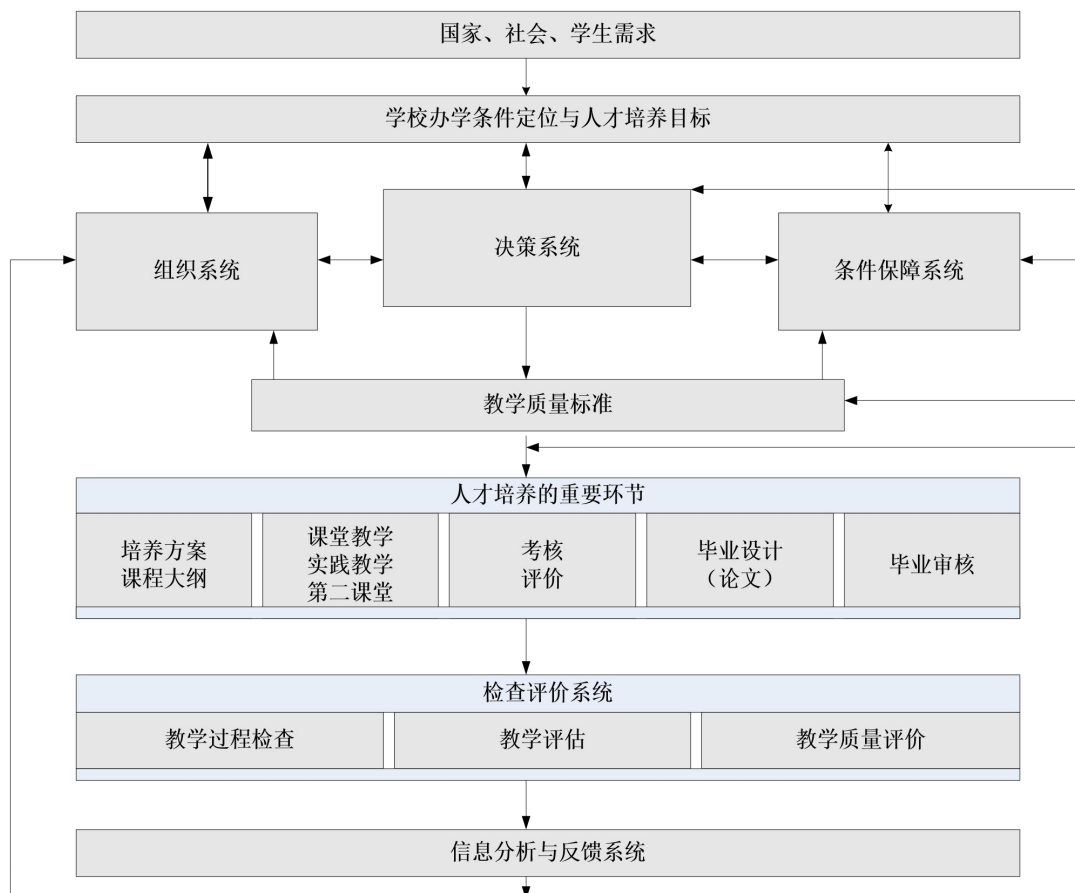 国家、社会、学生需求
学校办学条件定位与人才培养目标
决策系统
组织系统
条件保障系统
教学质量标准
人才培养的重要环节
培养方案
课程大纲
课堂教学
实践教学
第二课堂
考核
评价
毕业设计
（论文）
毕业审核
检查评价系统
教学过程检查
教学评估
教学质量评价
信息分析与反馈系统